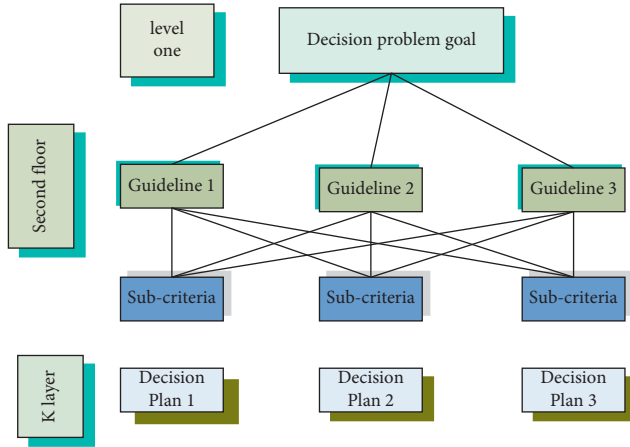 level
one
Decision problem goal
Second floor
Guideline 1
Guideline 2
Guideline 3
Sub-criteria
Sub-criteria
Sub-criteria
K layer
Decision
Plan 1
Decision
Plan 2
Decision
Plan 3